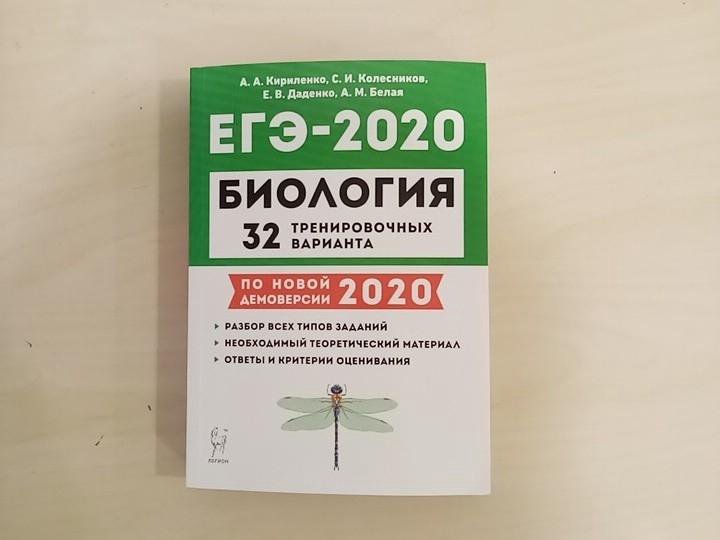 А. А. Кириленко, С. И. Колесников,
Е. В. Даденко, А. М. Белая
ЕГЭ-2020
БИОЛОГИЯ
32 ТРЕНИРОВОЧНЫХ
ВАРИАНТА
ПО НОВОЙ
ДЕМОВЕРСИИ 2020
РАЗБОР ВСЕХ ТИПОВ ЗАДАНИЙ
НЕОБХОДИМЫЙ ТЕОРЕТИЧЕСКИЙ МАТЕРИАЛ
ОТВЕТЫ И КРИТЕРИИ ОЦЕНИВАНИЯ
ЛЕГИОН